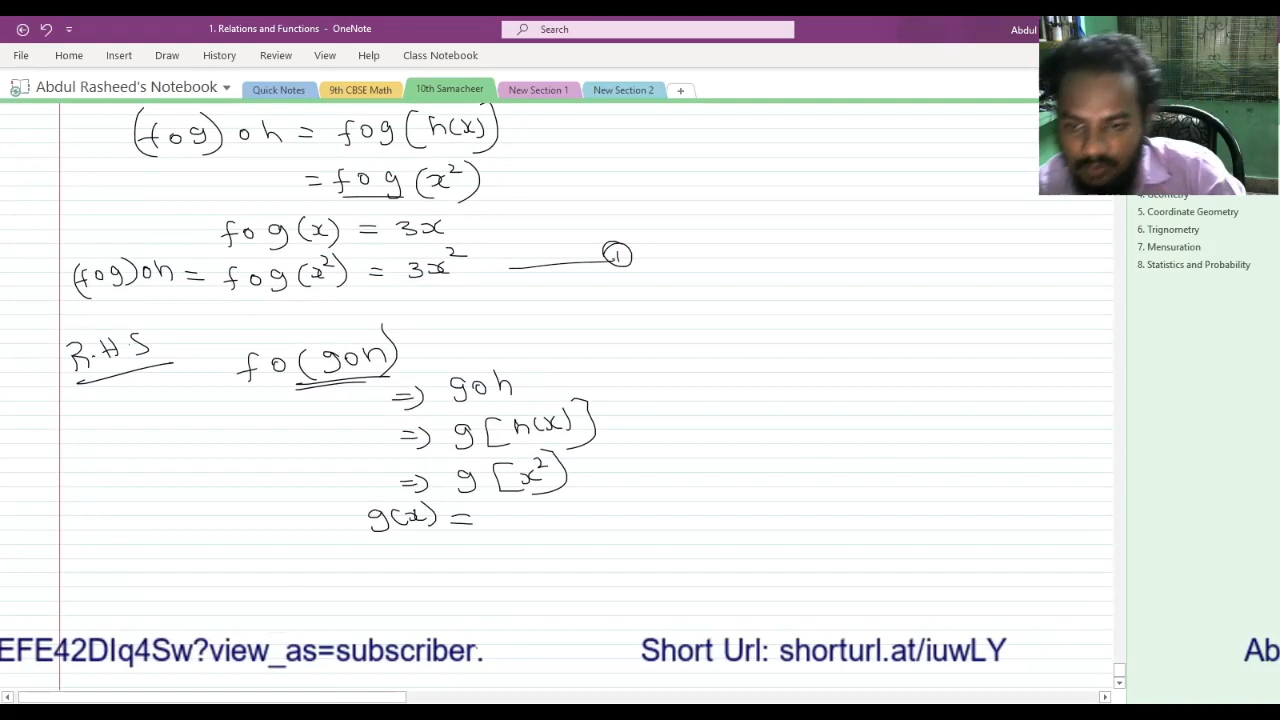 1. Relations and Functions - OneNote
Search
Abdul
File Home Insert Draw History Review View Help Class Notebook
Abdul Rasheed's Notebook
Quick Notes 9th CBSE Math 10th Samacheer New Section 1 New Section 2 +
(fog) o h = fog[h(x)]
= fog (x²)
fog(x) = 3x
(fog)oh = fog(x²) = 3x² 1
R.H.S fo(goh)
=) goh
=) g[h(x)]
=) g[x²)
g(x) =
5. Coordinate Geometry
6. Trignometry
7. Mensuration
8. Statistics and Probability
EFE42DIq4Sw?view_as=subscriber. Short Url: shorturl.at/iuwLY Ab